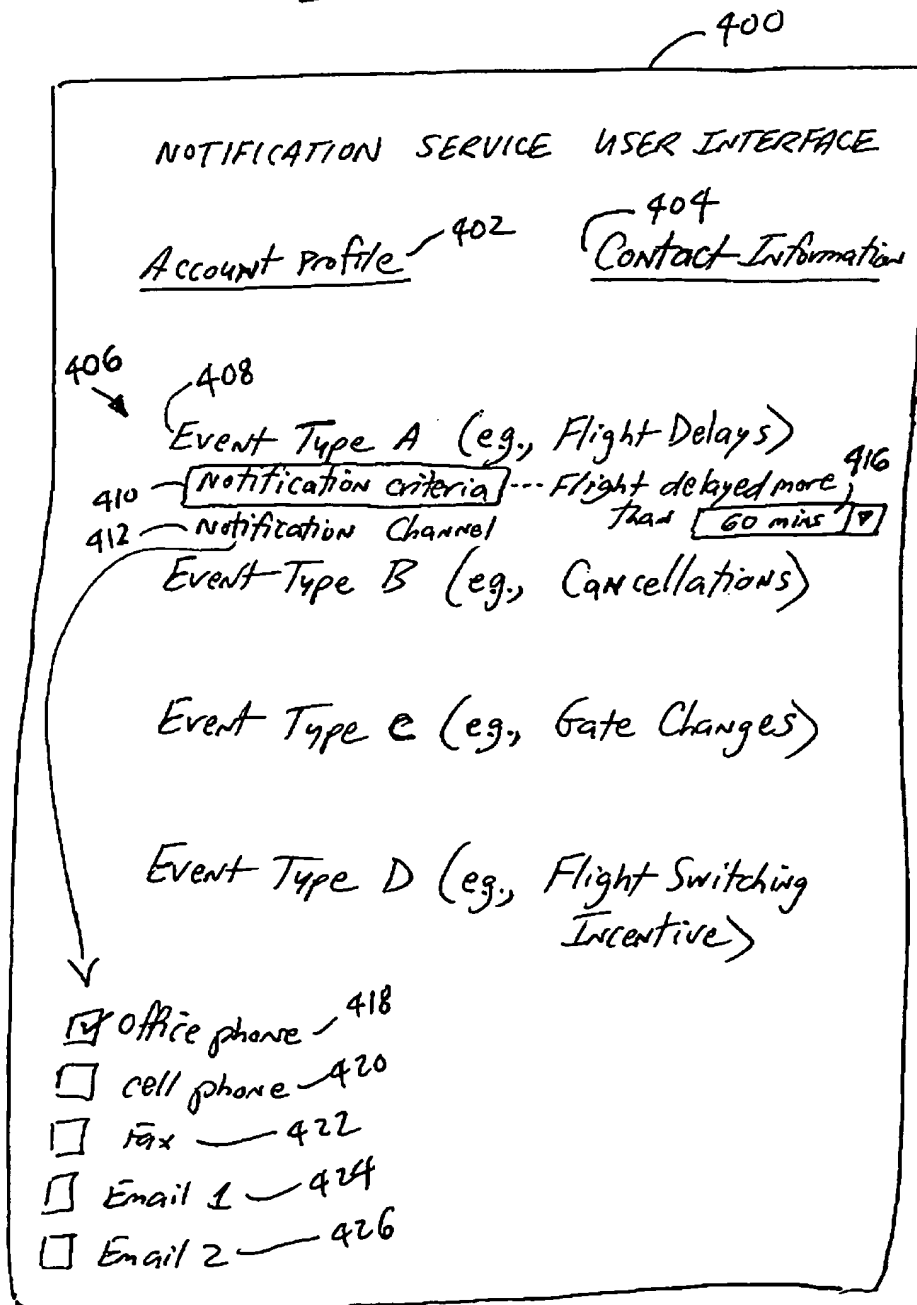 400
NOTIFICATION SERVICE USER INTERFACE
402
404
Account Profile
Contact Information
406
408
Event Type A (eg., Flight Delays)
410
Notification criteria --- Flight delayed more
416
412
Notification Channel
than 60 mins
Event Type B (eg., Cancellations)
Event Type C (eg., Gate Changes)
Event Type D (eg., Flight Switching
Incentive)
Office phone 418
cell phone 420
Fax 422
Email 1 424
Email 2 426